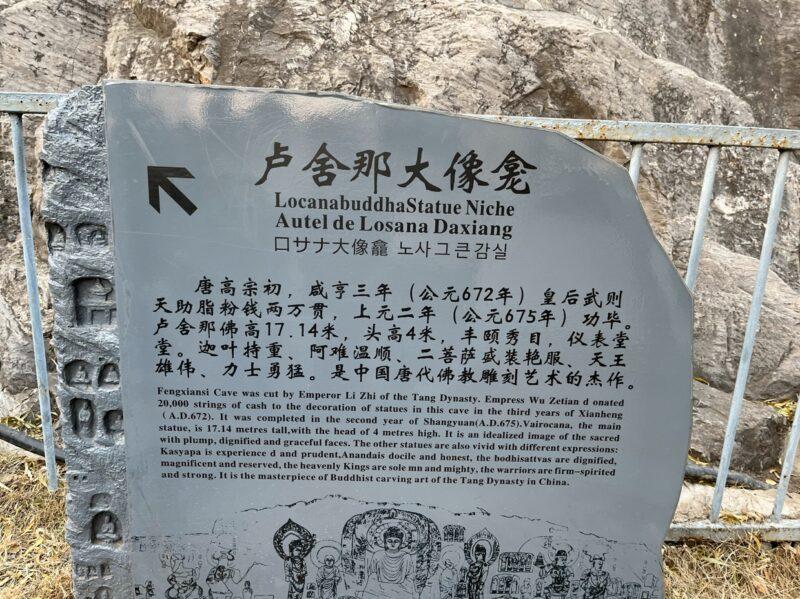 卢舍那大像龛
LocanabuddhaStatue Niche
Autel de Losana Daxiang
口サナ大像龕 노사그큰감실
唐高宗初，咸亨三年（公元672年）皇后武则
天助脂粉钱两万贯，上元二年（公元675年）功毕。
卢舍那佛高17.14米，头高4米，丰颐秀目，仪表堂
堂。迦叶持重、阿难温顺、二菩萨盛装艳服、天王
雄伟、力士勇猛。是中国唐代佛教雕刻艺术的杰作。
Fengxiansi Cave was cut by Emperor Li Zhi of the Tang Dynasty. Empress Wu Zetian d onated
20,000 strings of cash to the decoration of statues in this cave in the third years of Xianheng
(A.D.672). It was completed in the second year of Shangyuan(A.D.675).Vairocana, the main
statue, is 17.14 metres tall,with the head of 4 metres high. It is an idealized image of the sacred
with plump, dignified and graceful faces. The other statues are also vivid with different expressions:
Kasyapa is experience d and prudent,Anandais docile and honest, the bodhisattvas are dignified,
magnificent and reserved, the heavenly Kings are sole mn and mighty, the warriors are firm-spirited
and strong. It is the masterpiece of Buddhist carving art of the Tang Dynasty in China.